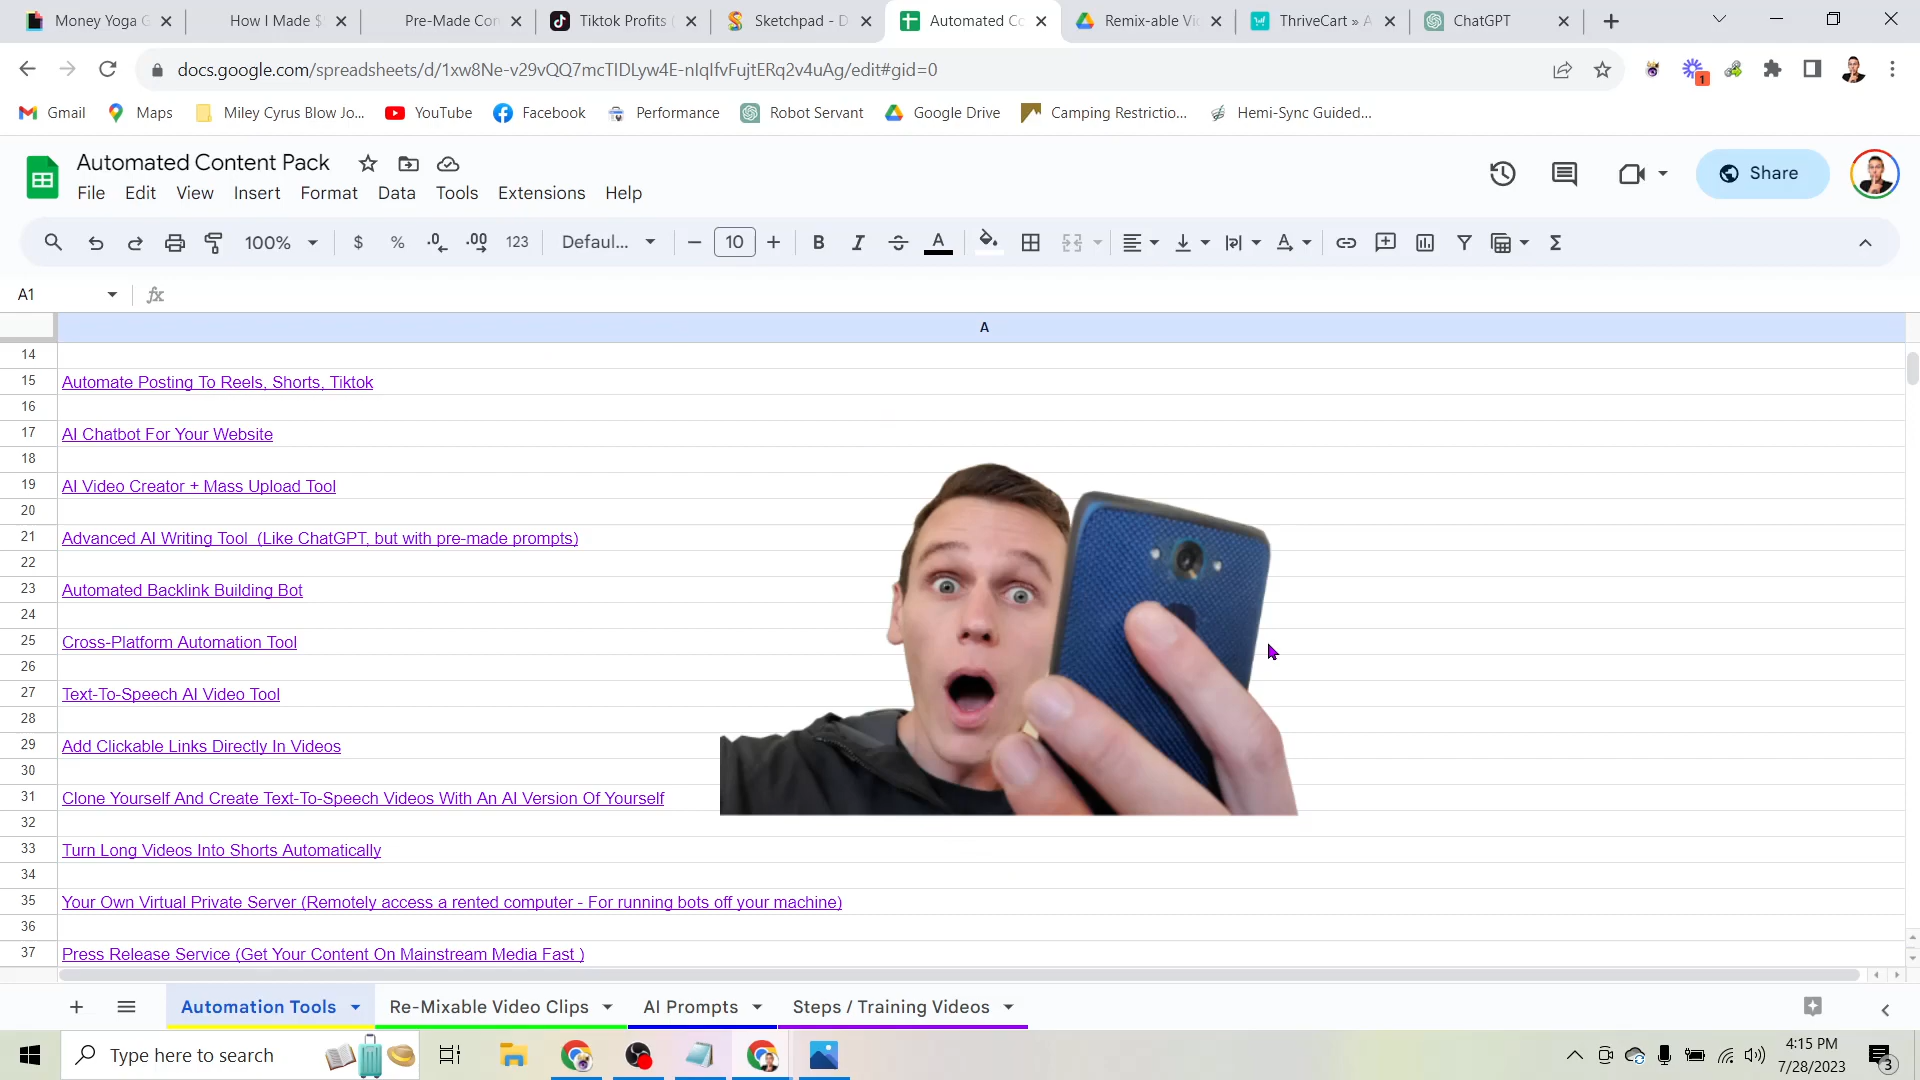 Money Yoga G
How I Made $
Pre-Made Con
Tiktok Profits (
Sketchpad - D
Automated Co
Remix-able Vi
ThriveCart » A
ChatGPT
docs.google.com/spreadsheets/d/1xw8Ne-v29vQQ7mcTIDLyw4E-nIqIfvFujtERq2v4uAg/edit#gid=0
1
Gmail
Maps
Miley Cyrus Blow Jo...
YouTube
Facebook
Performance
Robot Servant
Google Drive
Camping Restrictio...
Hemi-Sync Guided...
Automated Content Pack
File Edit View Insert Format Data Tools Extensions Help
Share
100%
$ % .0 .00 123
Defaul...
10
B I A
A1
fx
A
14
15 Automate Posting To Reels, Shorts, Tiktok
16
17 AI Chatbot For Your Website
18
19 AI Video Creator + Mass Upload Tool
20
21 Advanced AI Writing Tool (Like ChatGPT, but with pre-made prompts)
22
23 Automated Backlink Building Bot
24
25 Cross-Platform Automation Tool
26
27 Text-To-Speech AI Video Tool
28
29 Add Clickable Links Directly In Videos
30
31 Clone Yourself And Create Text-To-Speech Videos With An AI Version Of Yourself
32
33 Turn Long Videos Into Shorts Automatically
34
35 Your Own Virtual Private Server (Remotely access a rented computer - For running bots off your machine)
36
37 Press Release Service (Get Your Content On Mainstream Media Fast )
Automation Tools
Re-Mixable Video Clips
AI Prompts
Steps / Training Videos
Type here to search
4:15 PM
7/28/2023
3